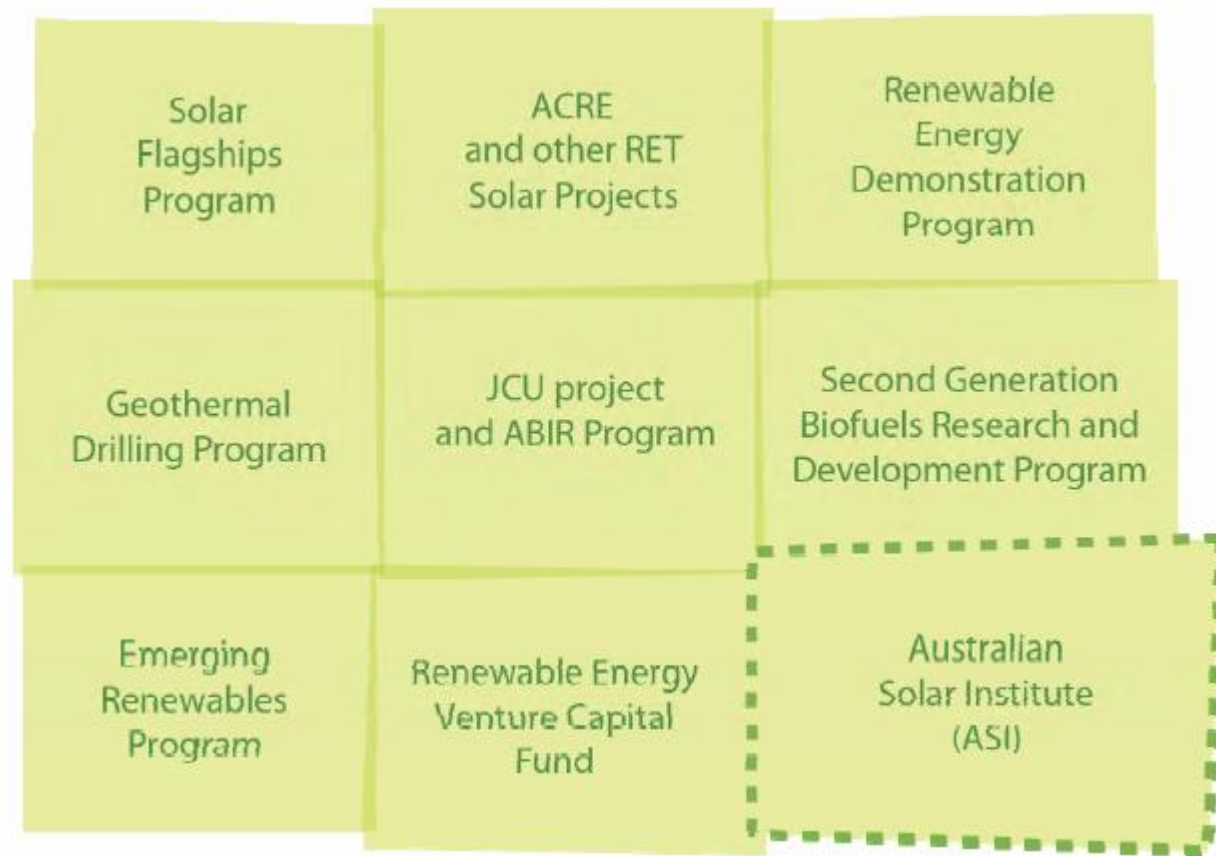 Solar
Flagships
Program
ACRE
and other RET
Solar Projects
Renewable
Energy
Demonstration
Program
Geothermal
Drilling Program
JCU project
and ABIR Program
Second Generation
Biofuels Research and
Development Program
Emerging
Renewables
Program
Renewable Energy
Venture Capital
Fund
Australian
Solar Institute
(ASI)